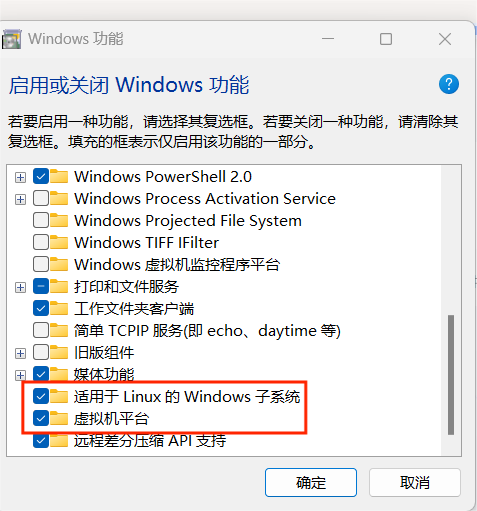 Windows 功能
启用或关闭 Windows 功能
?
若要启用一种功能，请选择其复选框。若要关闭一种功能，请清除其
复选框。填充的框表示仅启用该功能的一部分。
Windows PowerShell 2.0
Windows Process Activation Service
Windows Projected File System
Windows TIFF IFilter
Windows 虚拟机监控程序平台
打印和文件服务
工作文件夹客户端
简单 TCPIP 服务(即 echo、daytime 等)
旧版组件
媒体功能
适用于 Linux 的 Windows 子系统
虚拟机平台
远程差分压缩 API 支持
确定
取消